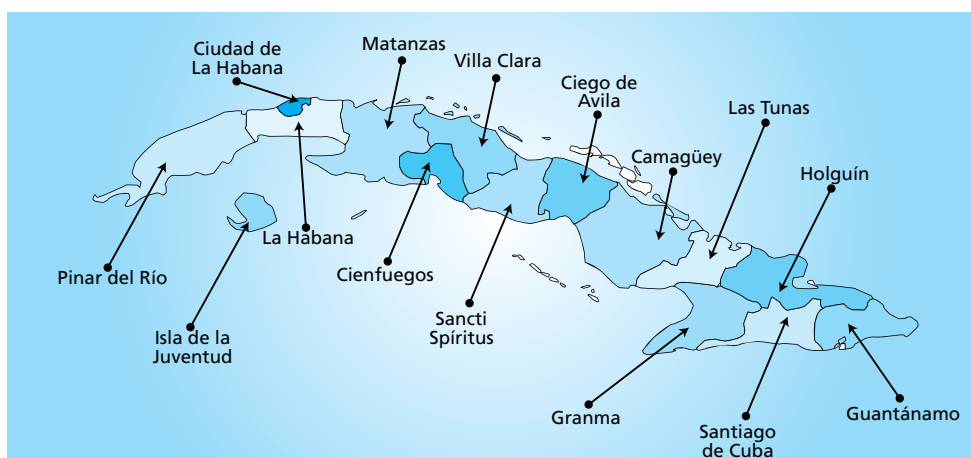 Ciudad de
La Habana
Matanzas
Villa Clara
Ciego de
Avila
Las Tunas
Camagüey
Holguín
La Habana
Pinar del Río
Cienfuegos
Isla de la
Juventud
Sancti
Spíritus
Granma
Santiago
de Cuba
Guantánamo